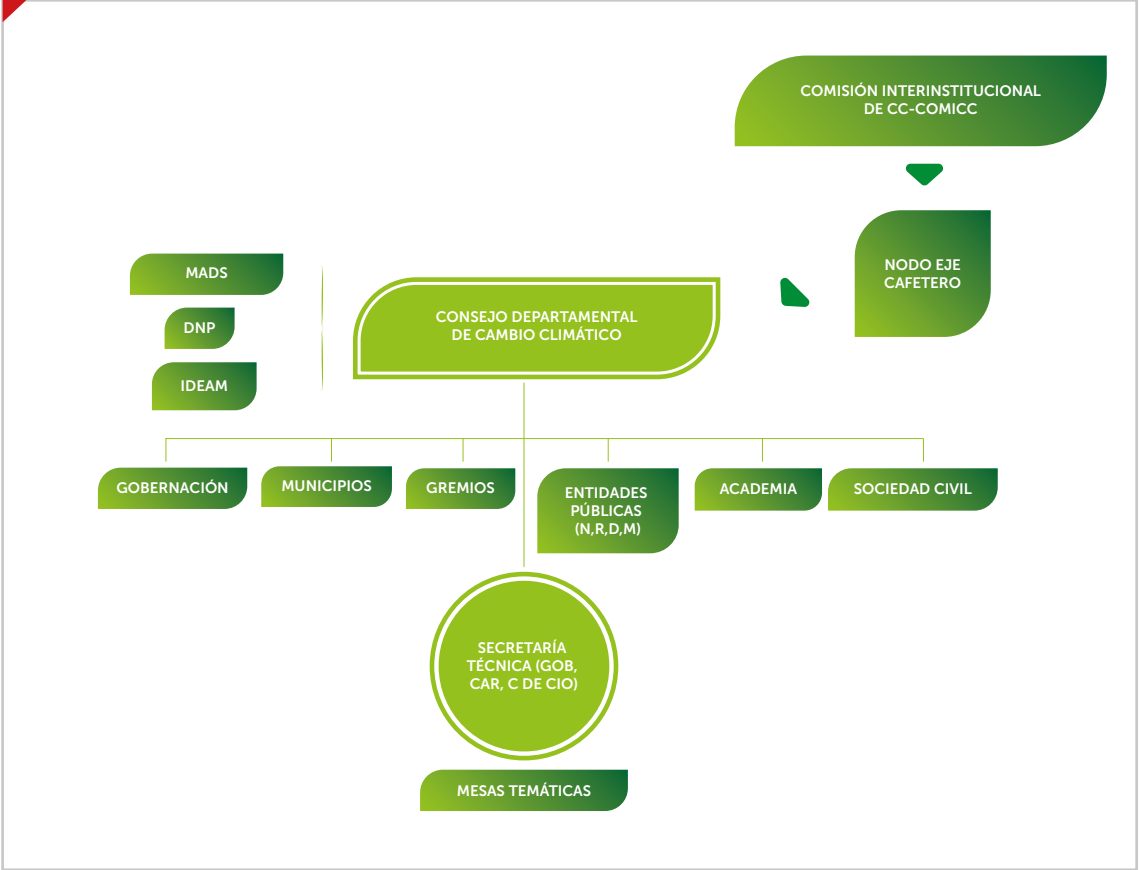 COMISIÓN INTERINSTITUCIONAL
DE CC-COMICC
NODO EJE
CAFETERO
MADS
DNP
IDEAM
CONSEJO DEPARTAMENTAL
DE CAMBIO CLIMÁTICO
GOBERNACIÓN
MUNICIPIOS
GREMIOS
ENTIDADES
PÚBLICAS
(N,R,D,M)
ACADEMIA
SOCIEDAD CIVIL
SECRETARÍA
TÉCNICA (GOB,
CAR, C DE CIO)
MESAS TEMÁTICAS